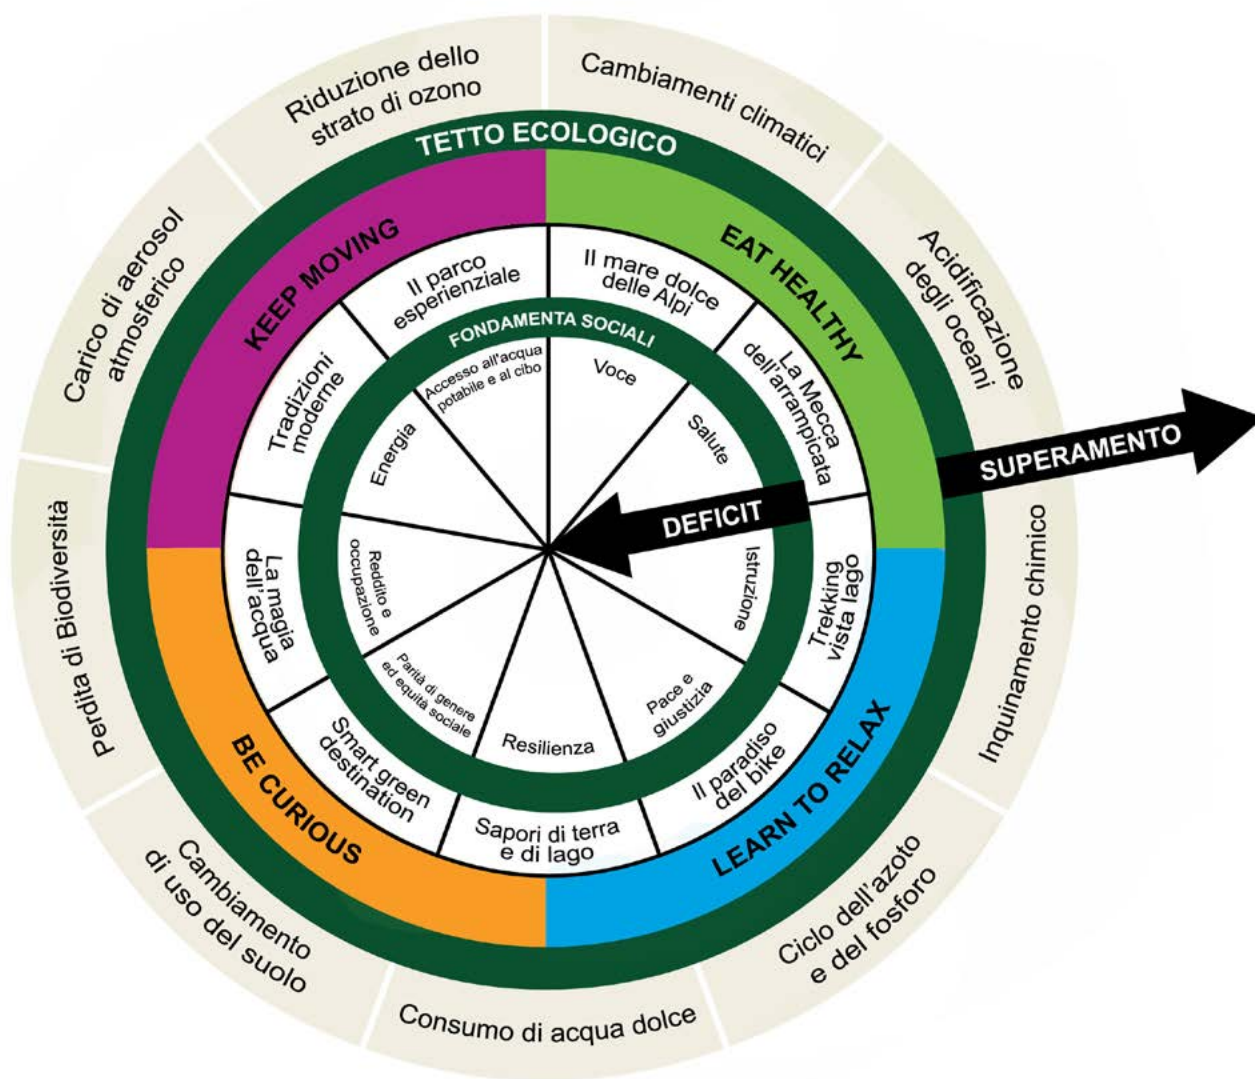 Riduzione dello
strato di ozono
Cambiamenti climatici
Acidificazione
degli oceani
Inquinamento chimico
Ciclo dell'azoto
e del fosforo
Consumo di acqua dolce
Cambiamento
di uso del suolo
Perdita di Biodiversità
Carico di aerosol
atmosferico
TETTO ECOLOGICO
KEEP MOVING
EAT HEALTHY
LEARN TO RELAX
BE CURIOUS
Il parco
esperienziale
Il mare dolce
delle Alpi
La Mecca
dell'arrampicata
Trekking
vista lago
Il paradiso
del bike
Sapori di terra
e di lago
Smart green
destination
La magia
dell'acqua
Tradizioni
moderne
FONDAMENTA SOCIALI
Accesso all'acqua
potabile e al cibo
Voce
Salute
Istruzione
Pace e
giustizia
Resilienza
Parità di genere
ed equità sociale
Reddito e
occupazione
Energia
DEFICIT
SUPERAMENTO